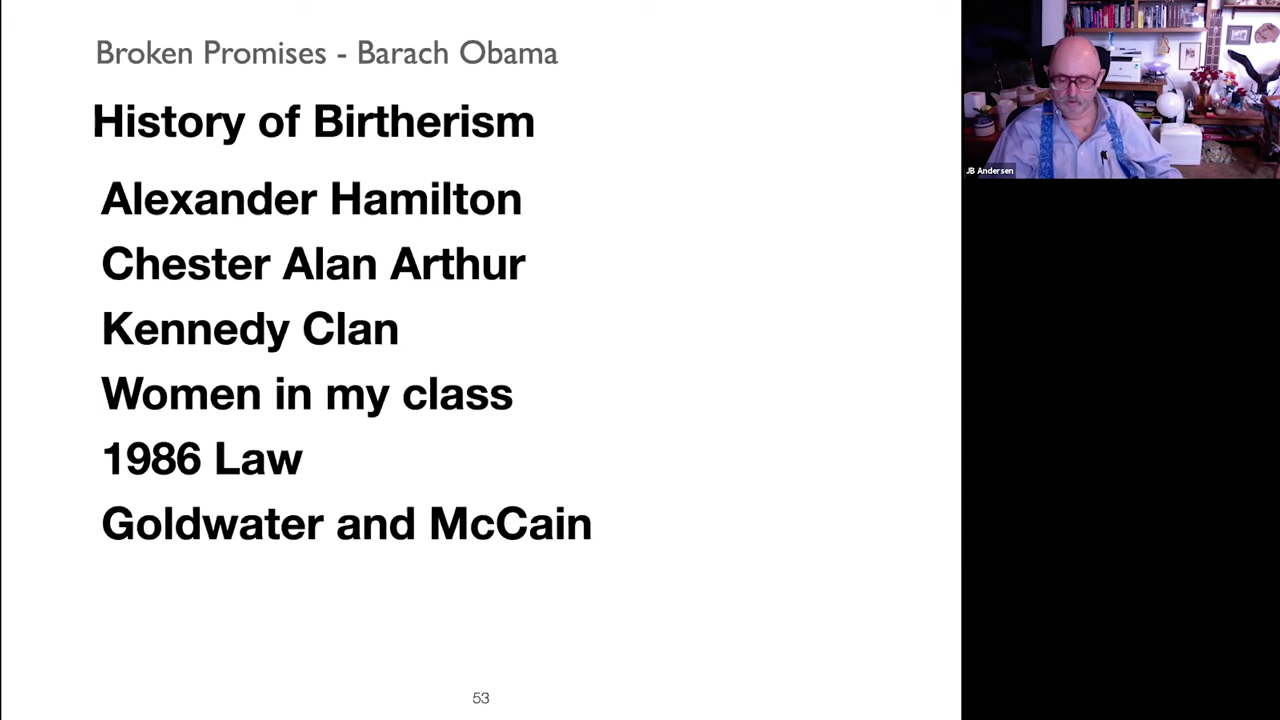 Broken Promises - Barach Obama
History of Birtherism
Alexander Hamilton
Chester Alan Arthur
Kennedy Clan
Women in my class
1986 Law
Goldwater and McCain
53
JB Andersen